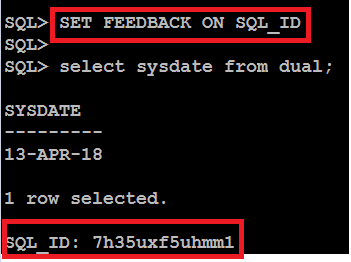 SQL> SET FEEDBACK ON SQL_ID
SQL>
SQL> select sysdate from dual;
SYSDATE
---------
13-APR-18
1 row selected.
SQL_ID: 7h35uxf5uhmm1